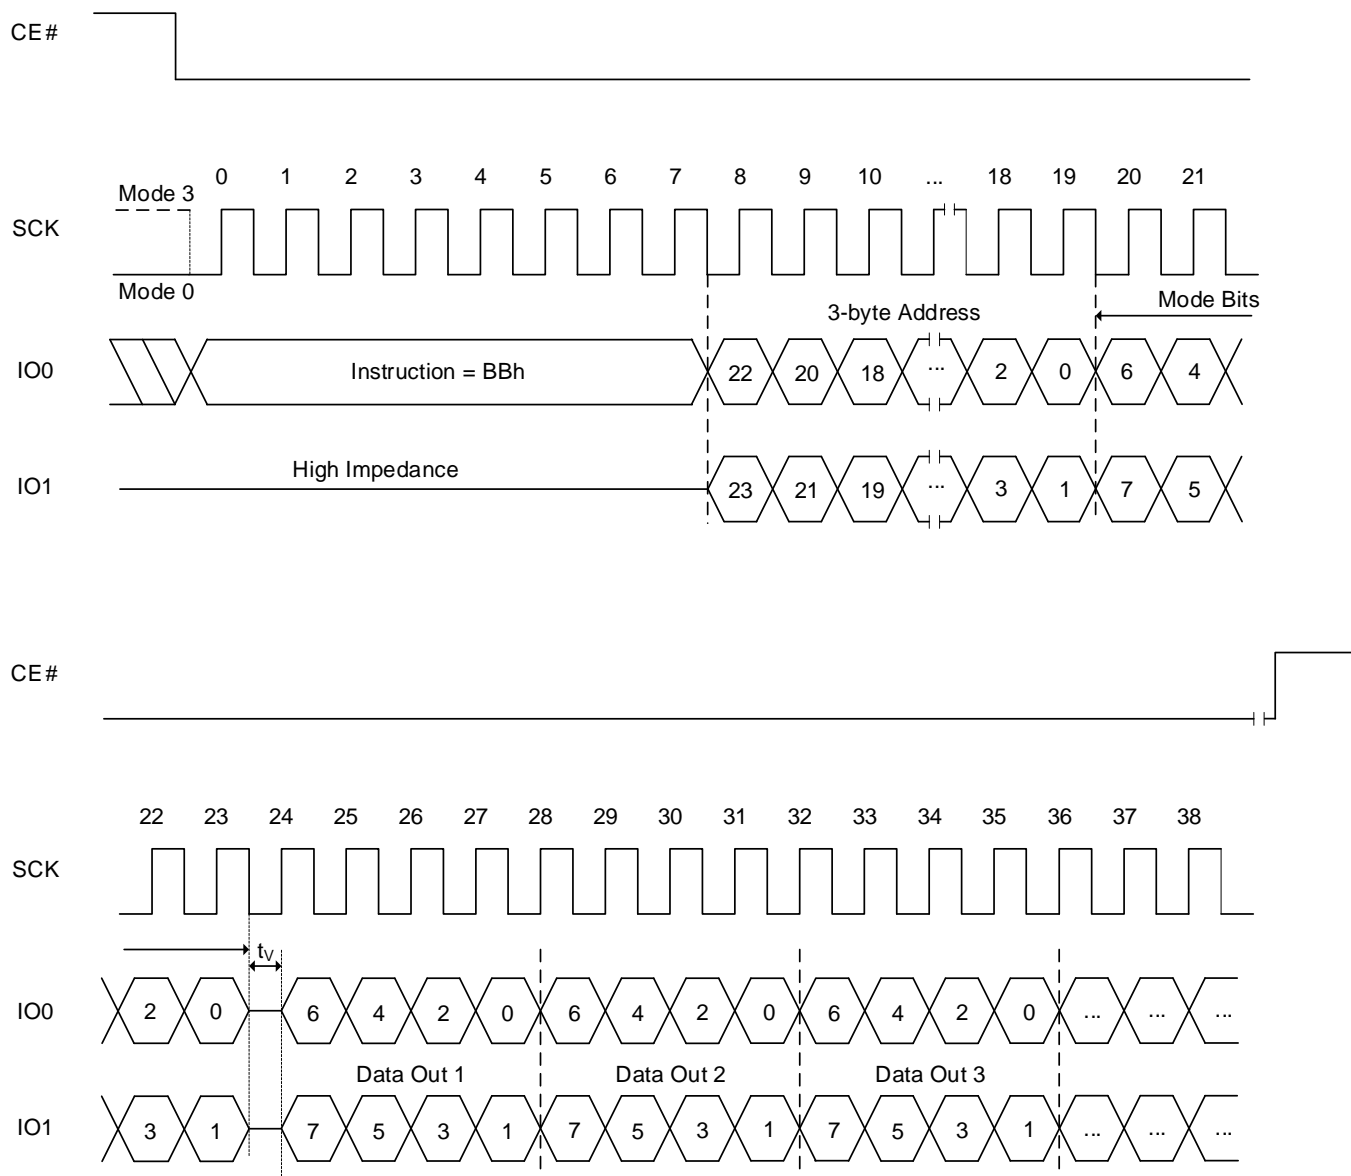 CE#
0 1 2 3 4 5 6 7 8 9 10 ... 18 19 20 21
Mode 3
SCK
Mode 0
3-byte Address
Mode Bits
IO0
Instruction = BBh
22 20 18 ... 2 0 6 4
High Impedance
IO1
23 21 19 ... 3 1 7 5
CE#
22 23 24 25 26 27 28 29 30 31 32 33 34 35 36 37 38
SCK
tV
IO0
2 0 6 4 2 0 6 4 2 0 6 4 2 0 ... ... ...
Data Out 1 Data Out 2 Data Out 3
IO1
3 1 7 5 3 1 7 5 3 1 7 5 3 1 ... ... ...